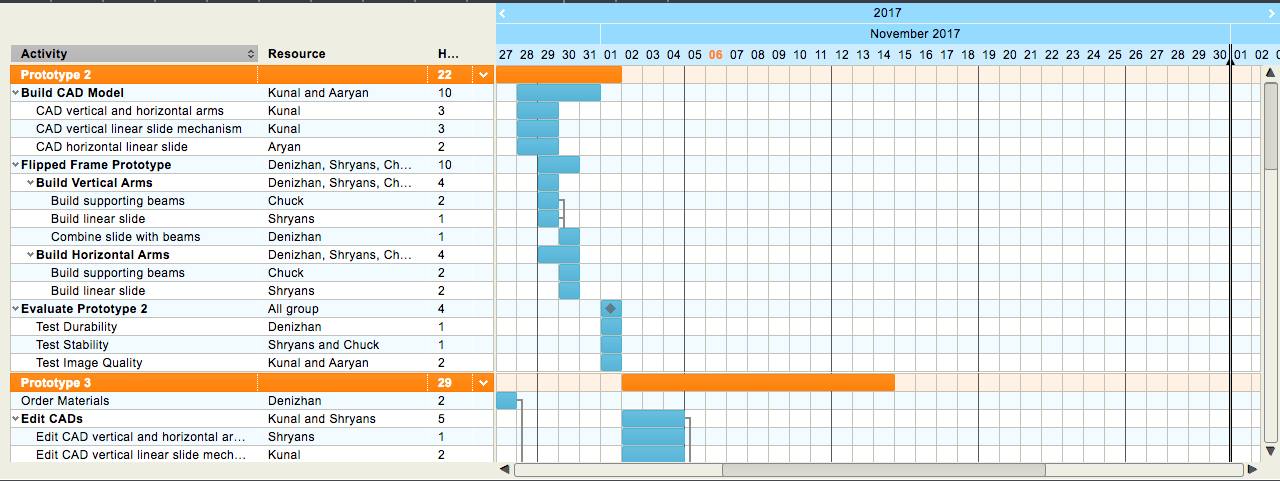 2017
November 2017
Activity Resource H... 27 28 29 30 31 01 02 03 04 05 06 07 08 09 10 11 12 13 14 15 16 17 18 19 20 21 22 23 24 25 26 27 28 29 30 01 02
Prototype 2 22
Build CAD Model Kunal and Aaryan 10
CAD vertical and horizontal arms Kunal 3
CAD vertical linear slide mechanism Kunal 3
CAD horizontal linear slide Aryan 2
Flipped Frame Prototype Denizhan, Shryans, Ch... 10
Build Vertical Arms Denizhan, Shryans, Ch... 4
Build supporting beams Chuck 2
Build linear slide Shryans 1
Combine slide with beams Denizhan 1
Build Horizontal Arms Denizhan, Shryans, Ch... 4
Build supporting beams Chuck 2
Build linear slide Shryans 2
Evaluate Prototype 2 All group 4
Test Durability Denizhan 1
Test Stability Shryans and Chuck 1
Test Image Quality Kunal and Aaryan 2
Prototype 3 29
Order Materials Denizhan 2
Edit CADs Kunal and Shryans 5
Edit CAD vertical and horizontal ar... Shryans 1
Edit CAD vertical linear slide mech... Kunal 2